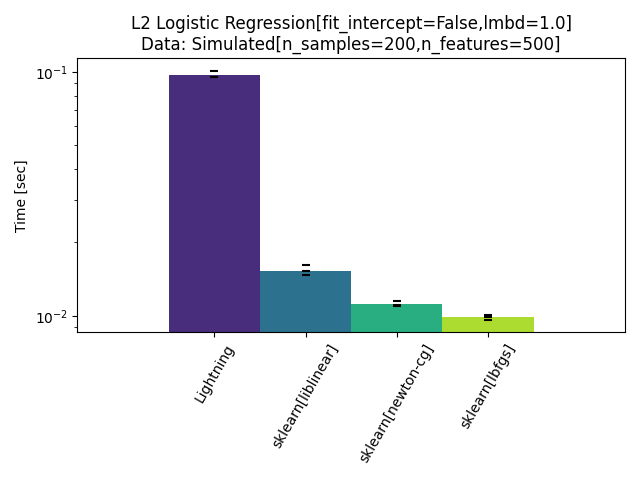 L2 Logistic Regression[fit_intercept=False,lmbd=1.0]
Data: Simulated[n_samples=200,n_features=500]
Time [sec]
10⁻¹
10⁻²
Lightning
sklearn[liblinear]
sklearn[newton-cg]
sklearn[lbfgs]